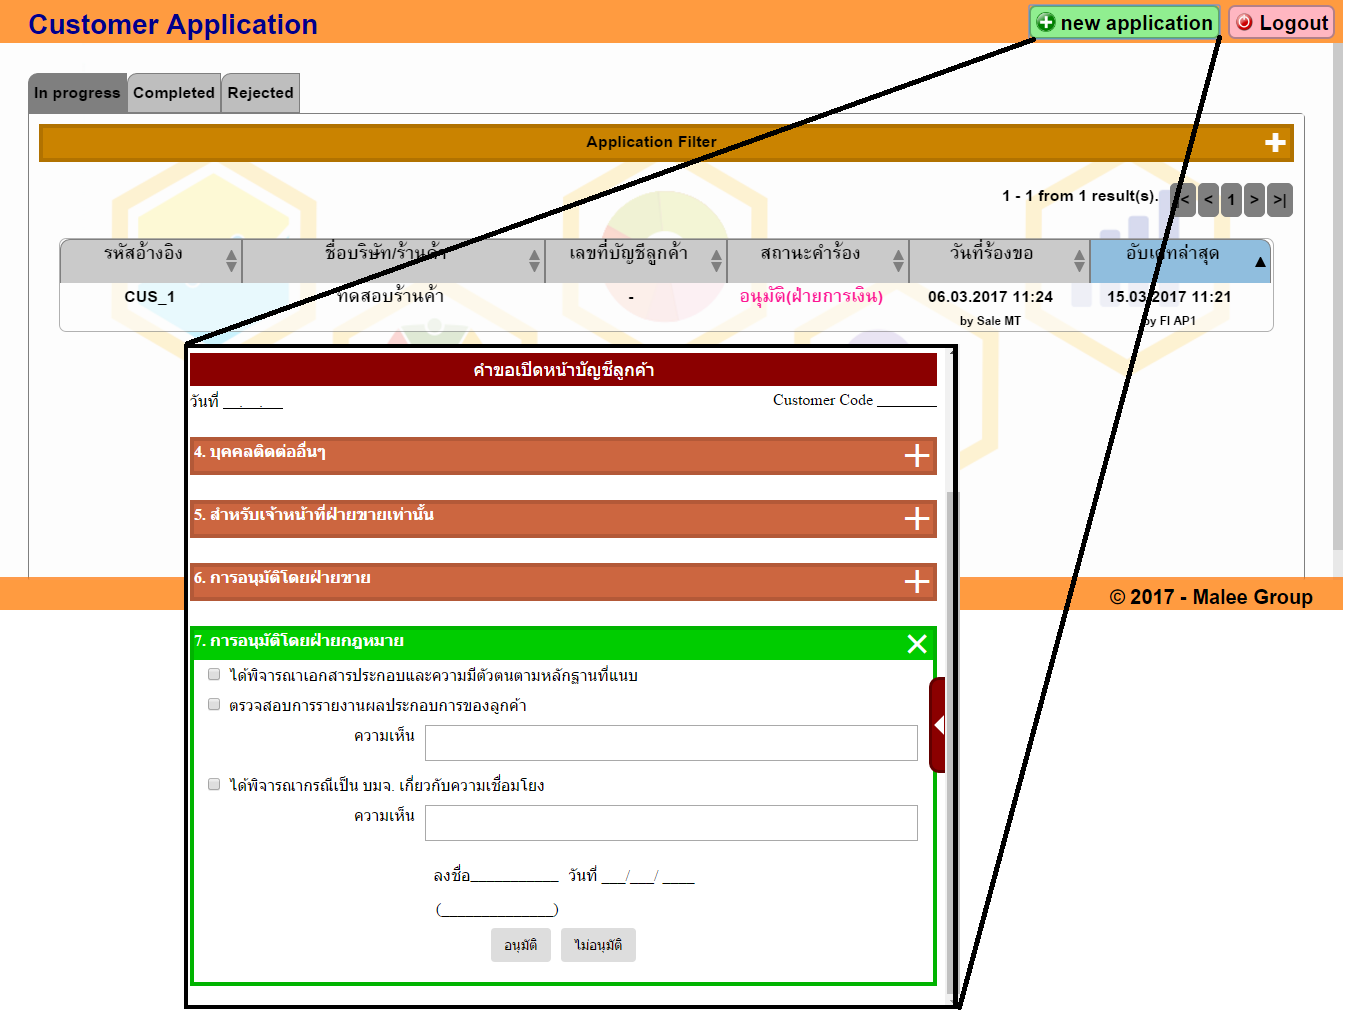 Customer Application
new application
Logout
In progress Completed Rejected
Application Filter
1 - 1 from 1 result(s). |< < 1 > >|
รหัสอ้างอิง ชื่อบริษัท/ร้านค้า เลขที่บัญชีลูกค้า สถานะคำร้อง วันที่ร้องขอ อัปเดทล่าสุด
CUS_1 ทดสอบร้านค้า - อนุมัติ(ฝ่ายการเงิน) 06.03.2017 11:24 15.03.2017 11:21
by Sale MT by FI AP1
คำขอเปิดหน้าบัญชีลูกค้า
วันที่ __.__.___ Customer Code ________
4. บุคคลติดต่ออื่นๆ
5. สำหรับเจ้าหน้าที่ฝ่ายขายเท่านั้น
6. การอนุมัติโดยฝ่ายขาย
7. การอนุมัติโดยฝ่ายกฎหมาย
ได้พิจารณาเอกสารประกอบและความมีตัวตนตามหลักฐานที่แนบ
ตรวจสอบการรายงานผลประกอบการของลูกค้า
ความเห็น
ได้พิจารณากรณีเป็น บมจ. เกี่ยวกับความเชื่อมโยง
ความเห็น
ลงชื่อ___________ วันที่ ___/___/ ____
(______________)
อนุมัติ ไม่อนุมัติ
© 2017 - Malee Group